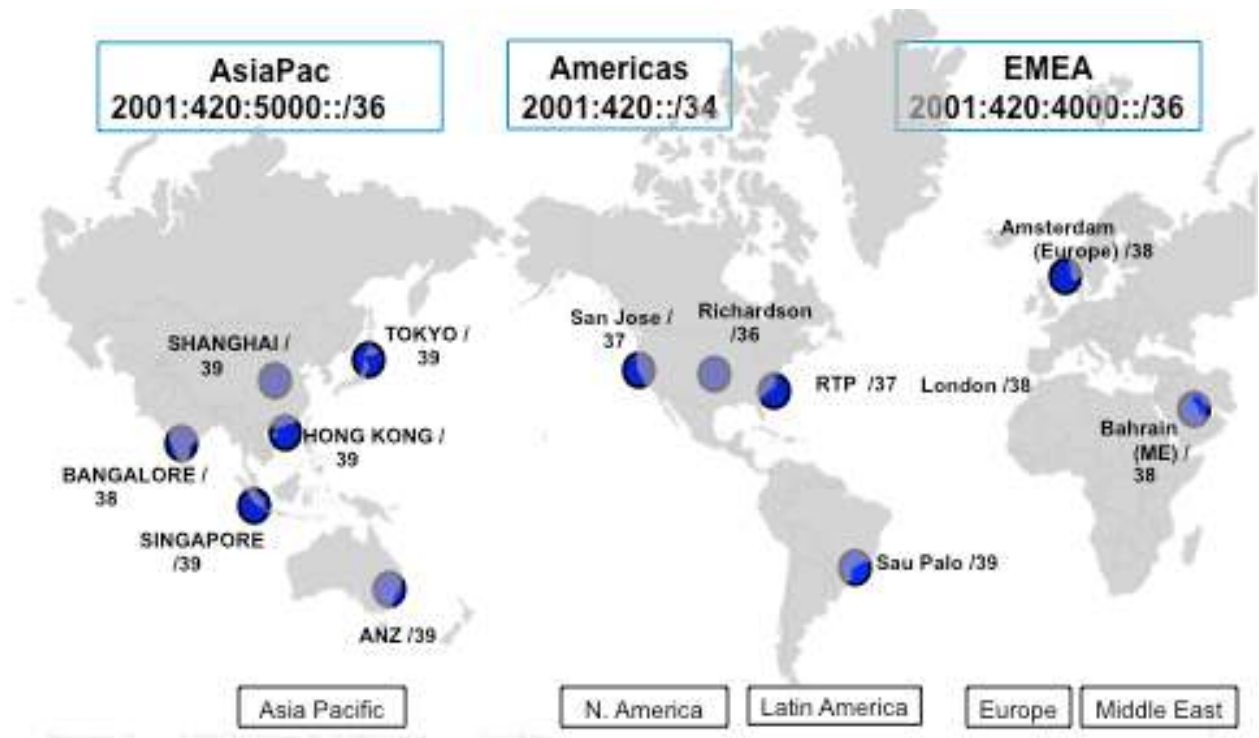 AsiaPac
2001:420:5000::/36
Americas
2001:420::/34
EMEA
2001:420:4000::/36
Amsterdam
(Europe) /38
San Jose /
37
Richardson
/36
SHANGHAI /
39
TOKYO /
39
RTP /37
London /38
HONG KONG /
39
Bahrain
(ME) /
38
BANGALORE /
38
SINGAPORE
/39
Sau Palo /39
ANZ /39
Asia Pacific
N. America
Latin America
Europe
Middle East